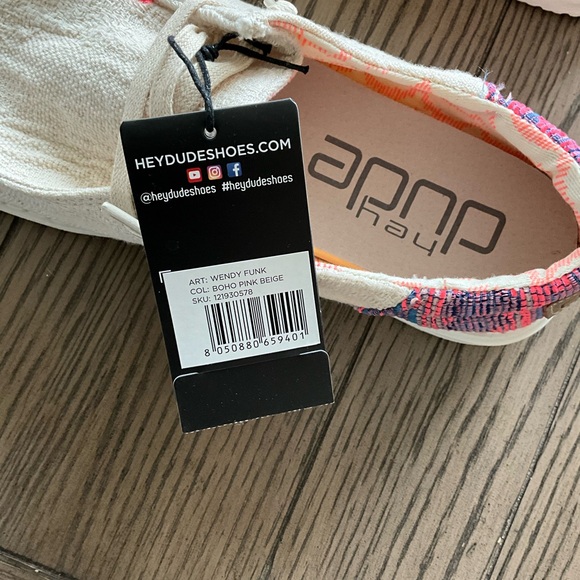 HEYDUDESHOES.COM
@heydudeshoes #heydudeshoes
ART: WENDY FUNK
COL: BOHO PINK BEIGE
SKU: 121930578
8 050880 659401
hey
dude